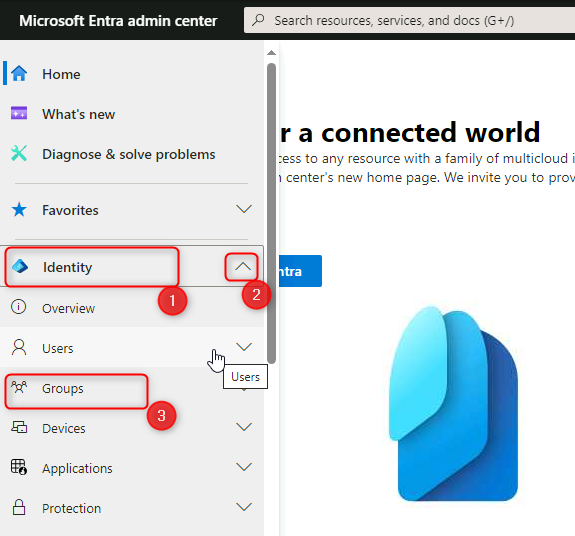 Microsoft Entra admin center
Search resources, services, and docs (G+/)
Home
What's new
Diagnose & solve problems
Favorites
Identity
1
2
Overview
Users
Users
Groups
3
Devices
Applications
Protection
r a connected world
cess to any resource with a family of multicloud i
n center's new home page. We invite you to prov
ntra